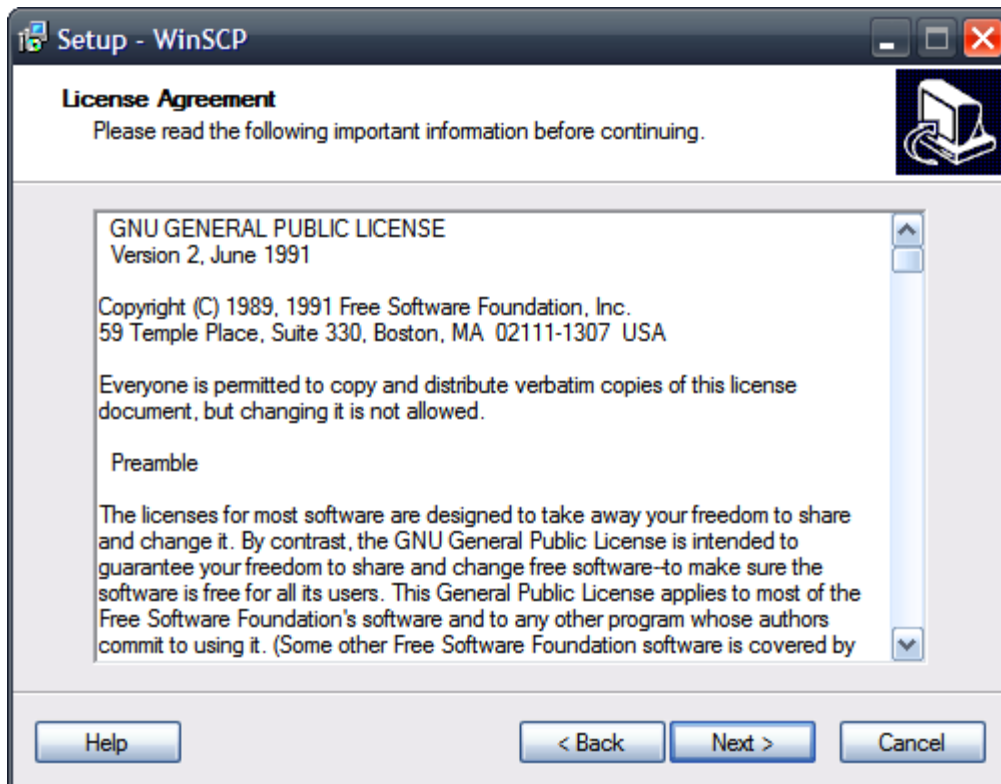 Setup - WinSCP
License Agreement
Please read the following important information before continuing.
GNU GENERAL PUBLIC LICENSE
Version 2, June 1991
Copyright (C) 1989, 1991 Free Software Foundation, Inc.
59 Temple Place, Suite 330, Boston, MA  02111-1307  USA
Everyone is permitted to copy and distribute verbatim copies of this license
document, but changing it is not allowed.
Preamble
The licenses for most software are designed to take away your freedom to share
and change it. By contrast, the GNU General Public License is intended to
guarantee your freedom to share and change free software--to make sure the
software is free for all its users. This General Public License applies to most of the
Free Software Foundation's software and to any other program whose authors
commit to using it. (Some other Free Software Foundation software is covered by
Help < Back Next > Cancel